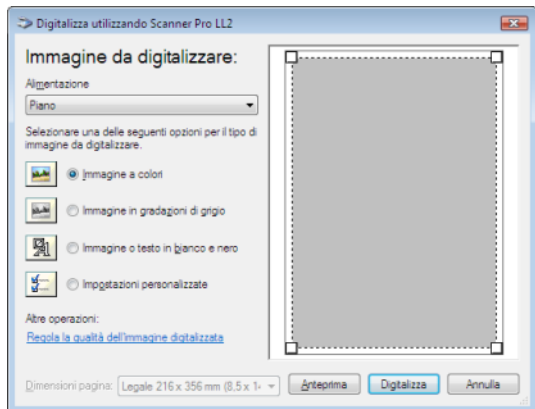 Digitalizza utilizzando Scanner Pro LL2
Immagine da digitalizzare:
Alimentazione
Piano
Selezionare una delle seguenti opzioni per il tipo di
immagine da digitalizzare.
Immagine a colori
Immagine in gradazioni di grigio
Immagine o testo in bianco e nero
Impostazioni personalizzate
Altre operazioni:
Regola la qualità dell'immagine digitalizzata
Dimensioni pagina: Legale 216 x 356 mm (8,5 x 1
Anteprima Digitalizza Annulla